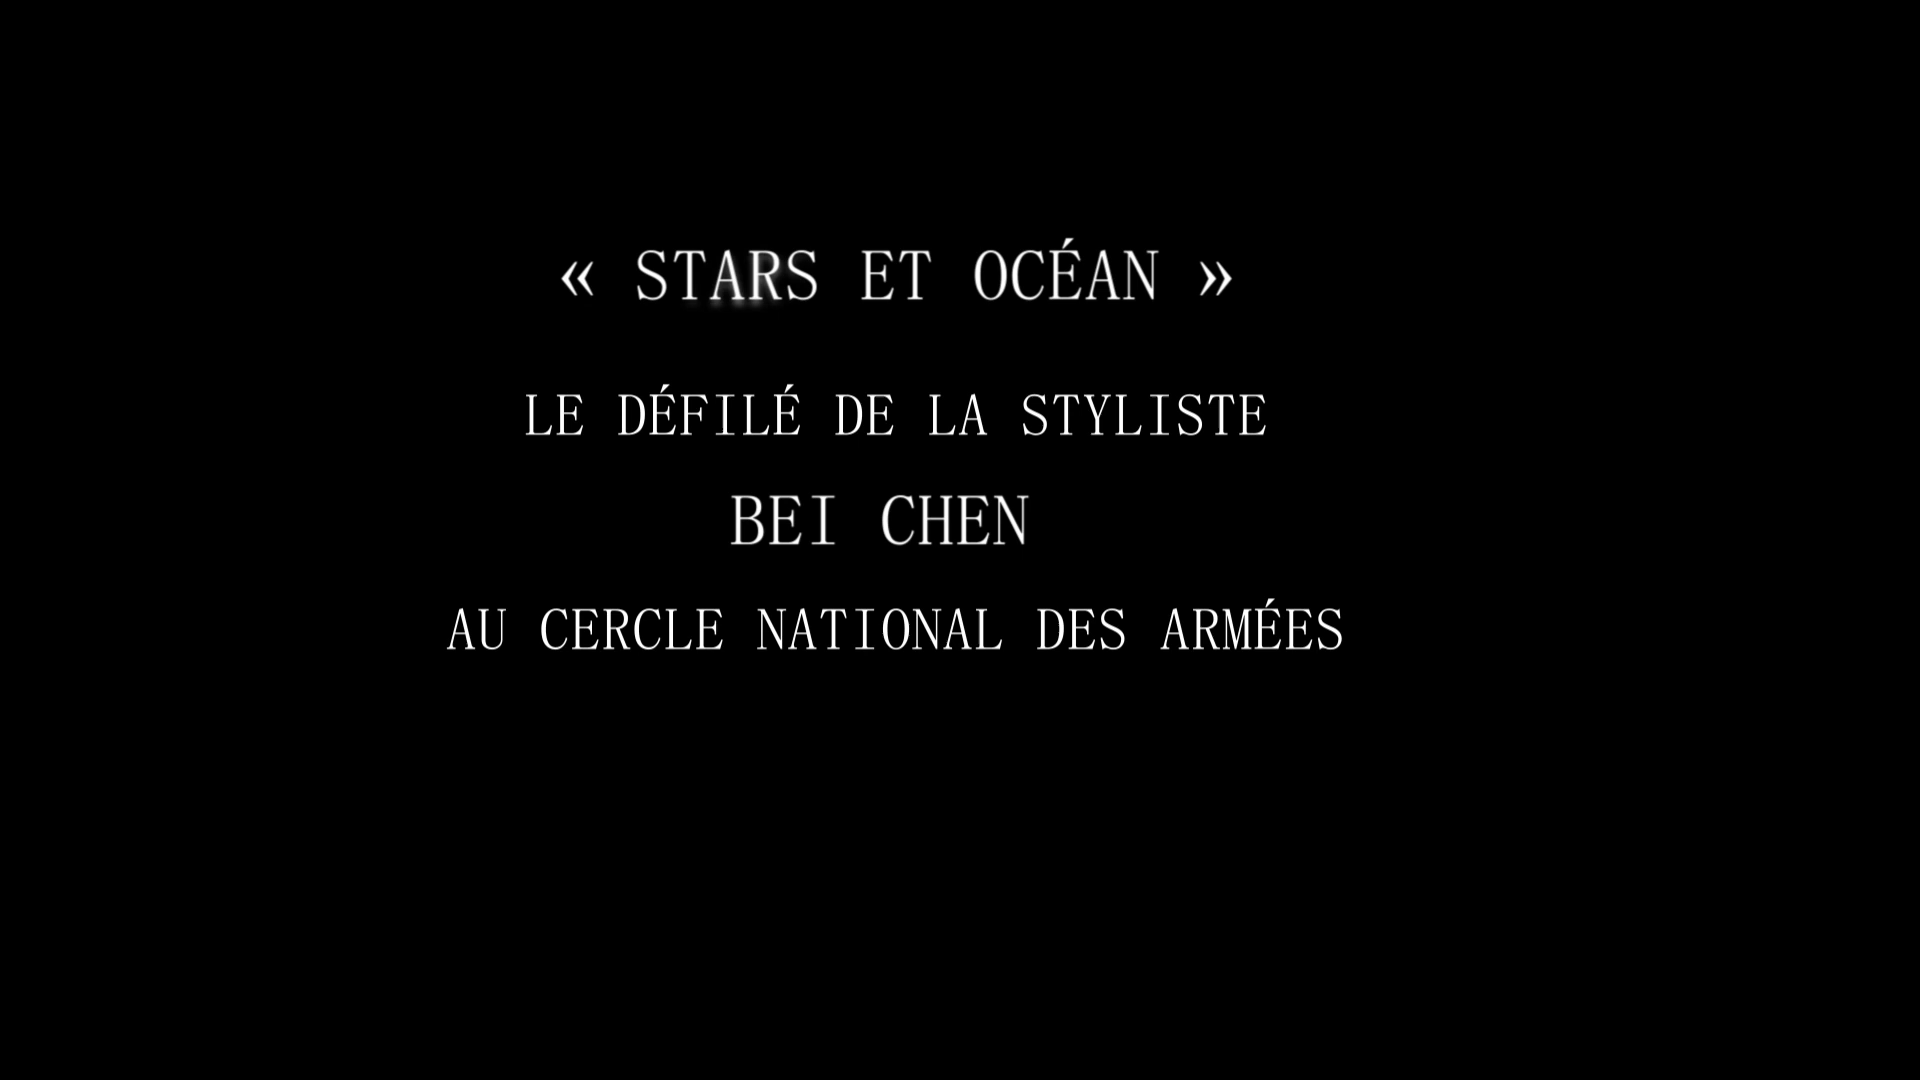 « STARS ET OCÉAN »
LE DÉFILÉ DE LA STYLISTE
BEI CHEN
AU CERCLE NATIONAL DES ARMÉES